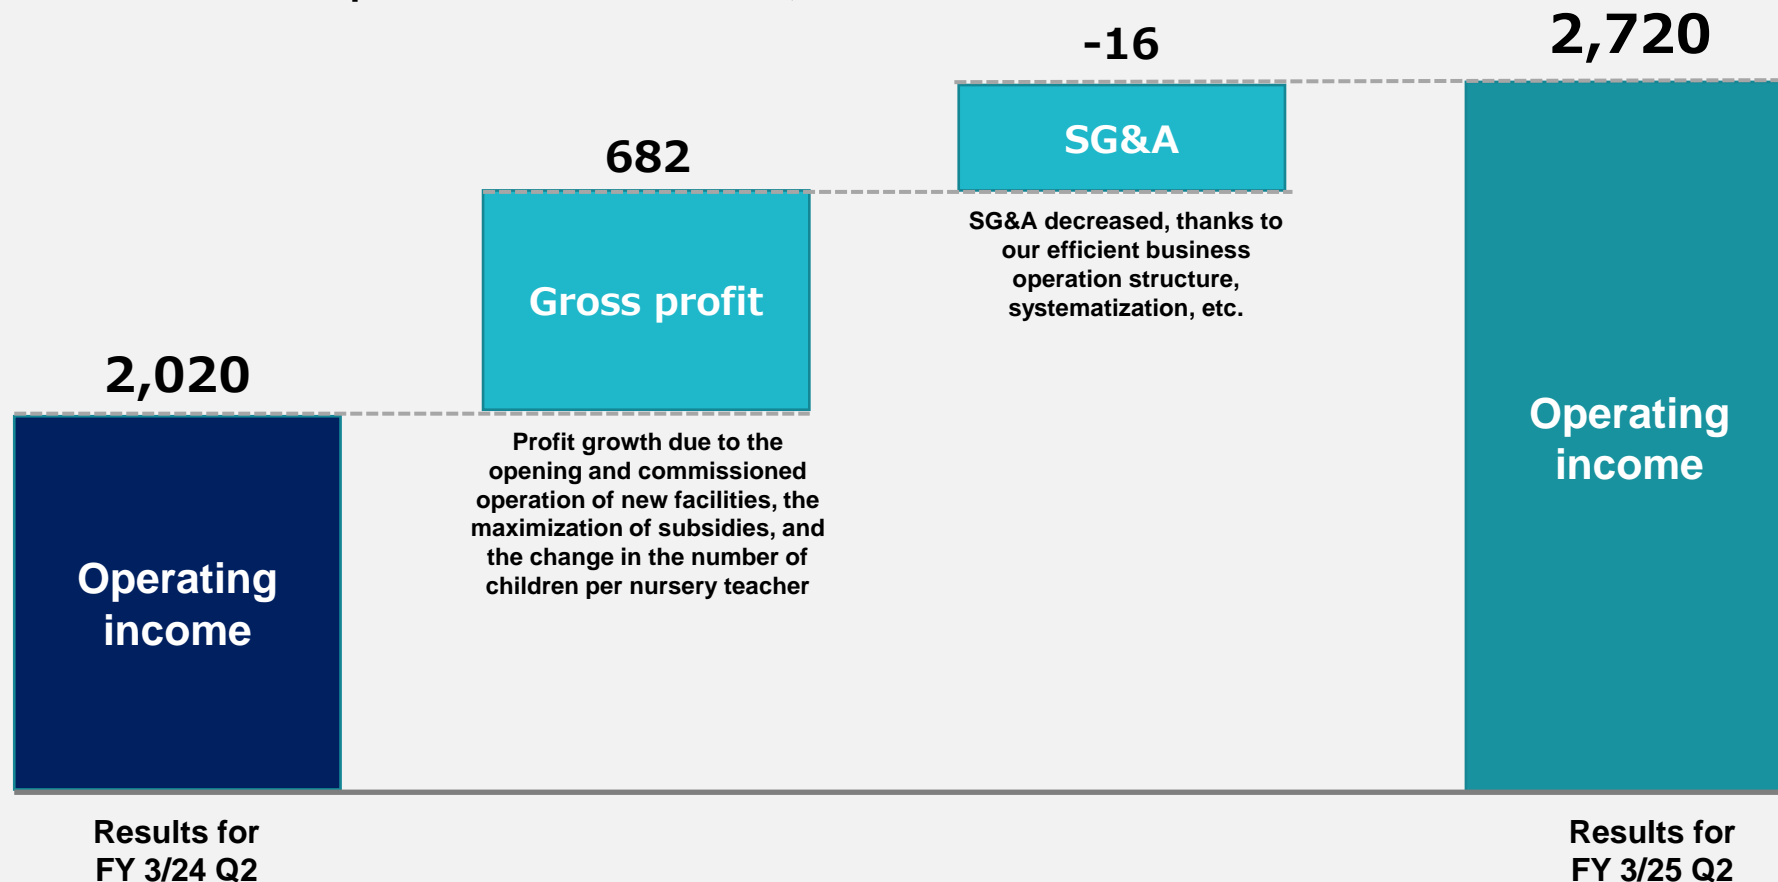 2,020
Operating
income
Results for
FY 3/24 Q2
682
Gross profit
Profit growth due to the
opening and commissioned
operation of new facilities, the
maximization of subsidies, and
the change in the number of
children per nursery teacher
-16
SG&A
SG&A decreased, thanks to
our efficient business
operation structure,
systematization, etc.
2,720
Operating
income
Results for
FY 3/25 Q2